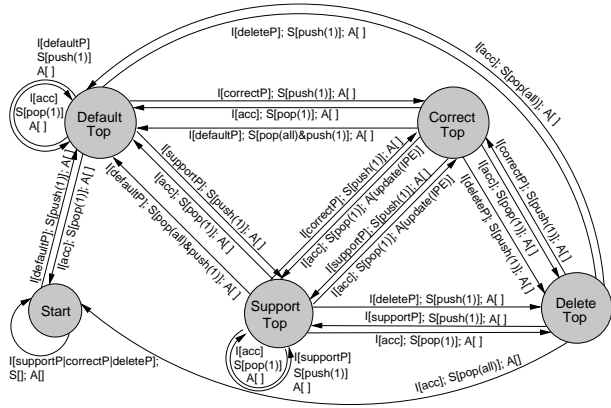 I[deleteP]; S[push(1)]; A[ ]
I[defaultP]
S[push(1)]
A[ ]
I[acc]; S[pop(all)]; A[ ]
I[acc]
S[pop(1)]
A[ ]
Default
Top
I[correctP]; S[push(1)]; A[ ]
I[acc]; S[pop(1)]; A[ ]
I[defaultP]; S[pop(all)&push(1)]; A[ ]
Correct
Top
I[defaultP]; S[push(1)]; A[ ]
I[acc]; S[pop(1)]; A[ ]
I[supportP]; S[push(1)]; A[ ]
I[acc]; S[pop(1)]; A[ ]
I[defaultP]; S[pop(all)&push(1)]; A[ ]
I[correctP]; S[push(1)]; A[ ]
I[acc]; S[pop(1)]; A[update(IPE)]
I[supportP]; S[push(1)]; A[ ]
I[acc]; S[pop(1)]; A[update(IPE)]
I[correctP]; S[push(1)]; A[ ]
I[acc]; S[pop(1)]; A[ ]
I[deleteP]; S[push(1)]; A[ ]
Start
Support
Top
I[deleteP]; S[push(1)]; A[ ]
I[supportP]; S[push(1)]; A[ ]
I[acc]; S[pop(1)]; A[ ]
Delete
Top
I[supportP|correctP|deleteP];
S[]; A[]
I[acc]
S[pop(1)]
A[ ]
I[supportP]
S[push(1)]
A[ ]
I[acc]; S[pop(all)]; A[]